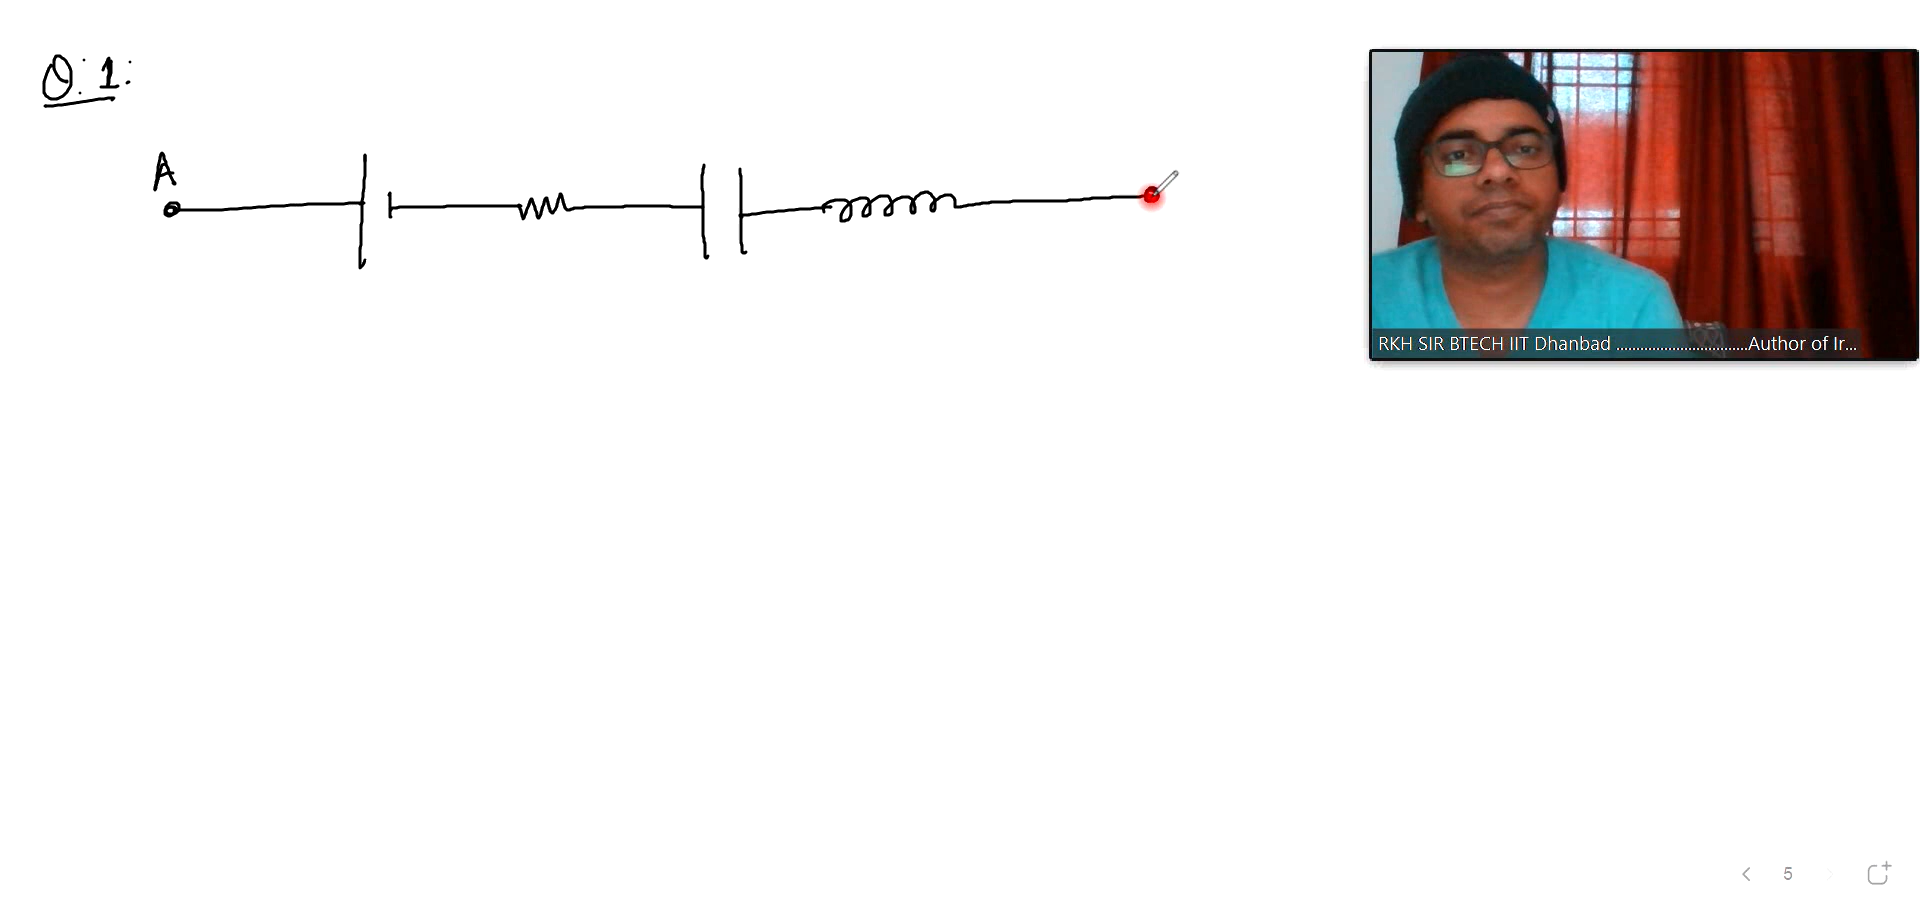 Q.1:
A
RKH SIR BTECH IIT Dhanbad ................................Author of Ir...
5